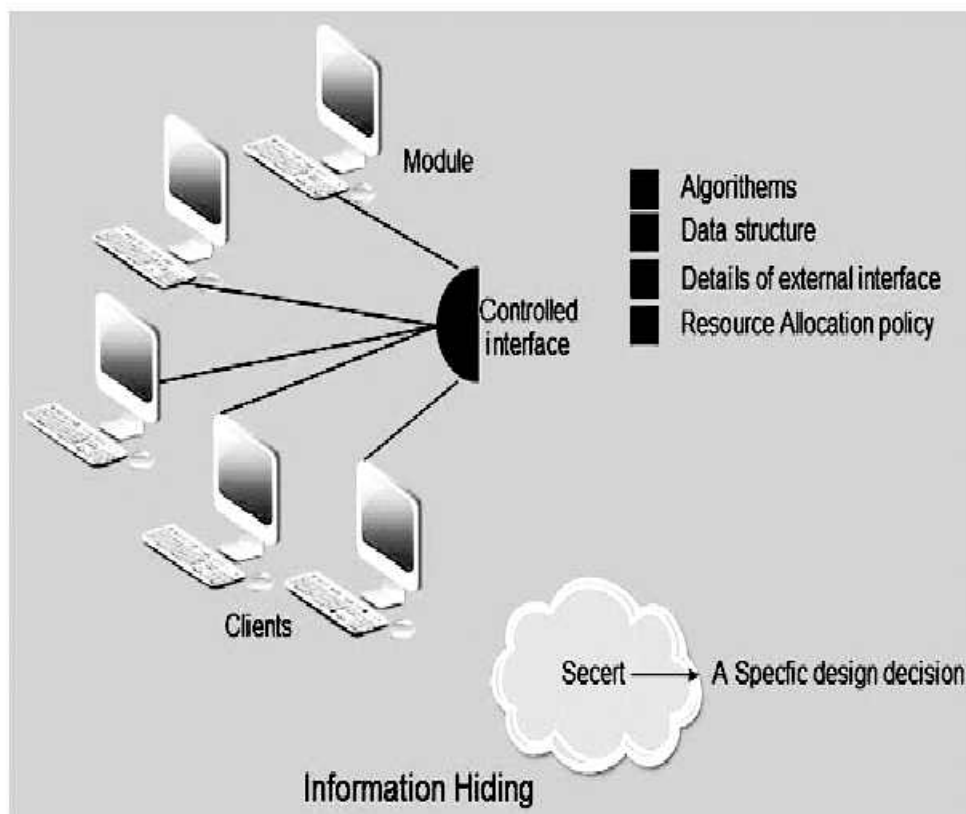 Module
Algorithems
Data structure
Details of external interface
Resource Allocation policy
Controlled
interface
Clients
Secert
A Specfic design decision
Information Hiding